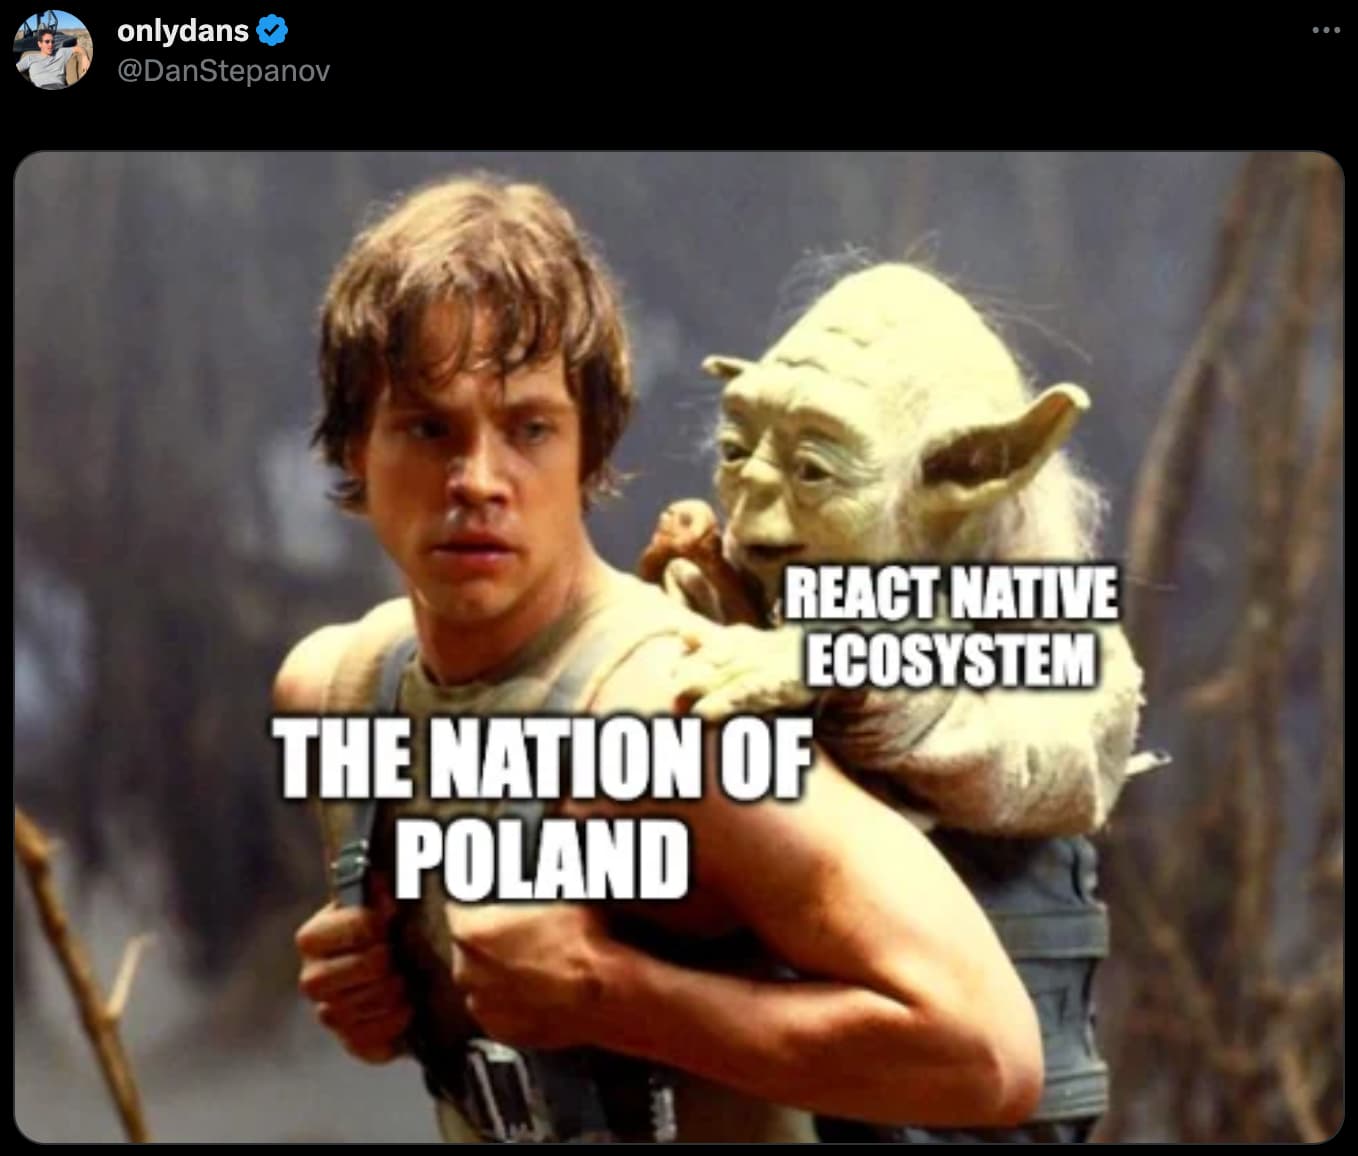 onlydans
@DanStepanov
REACT NATIVE
ECOSYSTEM
THE NATION OF
POLAND